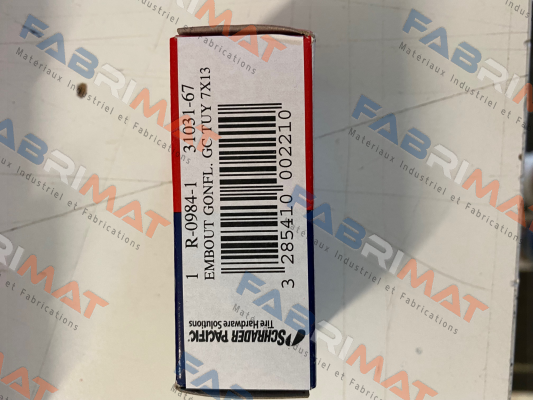 1 R-0984-1 31031-67
EMBOUT GONFL. GC TUY 7X13
3 285410 002210
SCHRADER PACIFIC
Tire Hardware Solutions
FABRIMAT
Materiaux Industriel et Fabrications